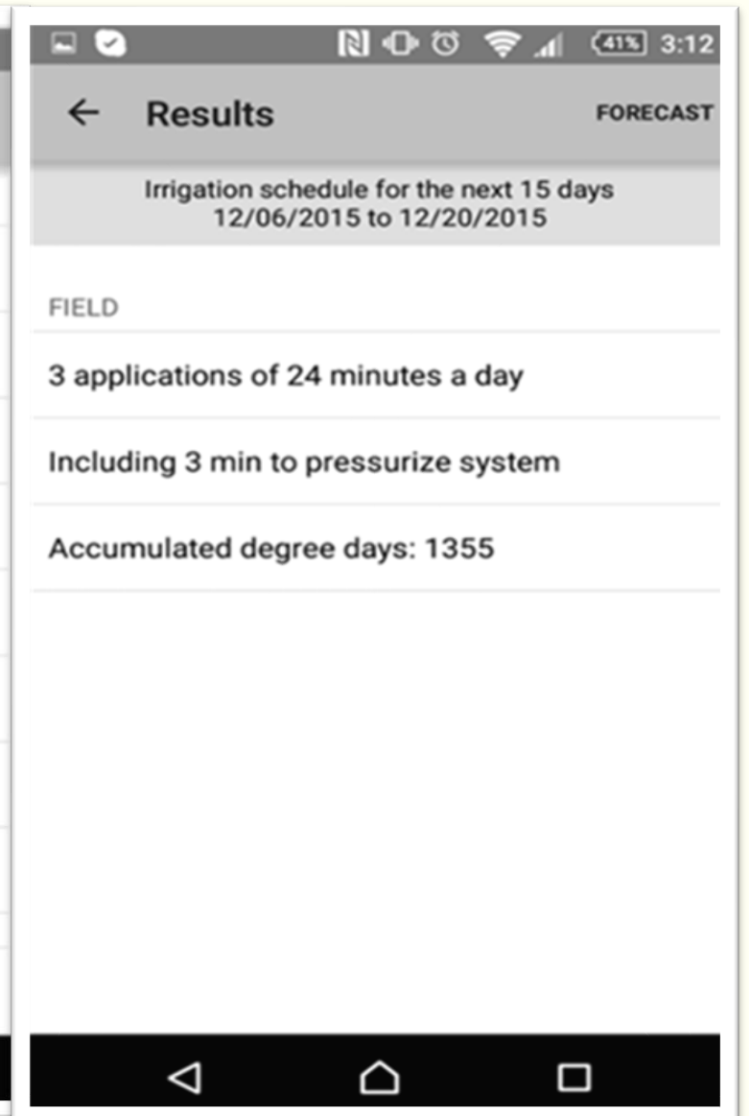 41% 3:12
Results FORECAST
Irrigation schedule for the next 15 days
12/06/2015 to 12/20/2015
FIELD
3 applications of 24 minutes a day
Including 3 min to pressurize system
Accumulated degree days: 1355